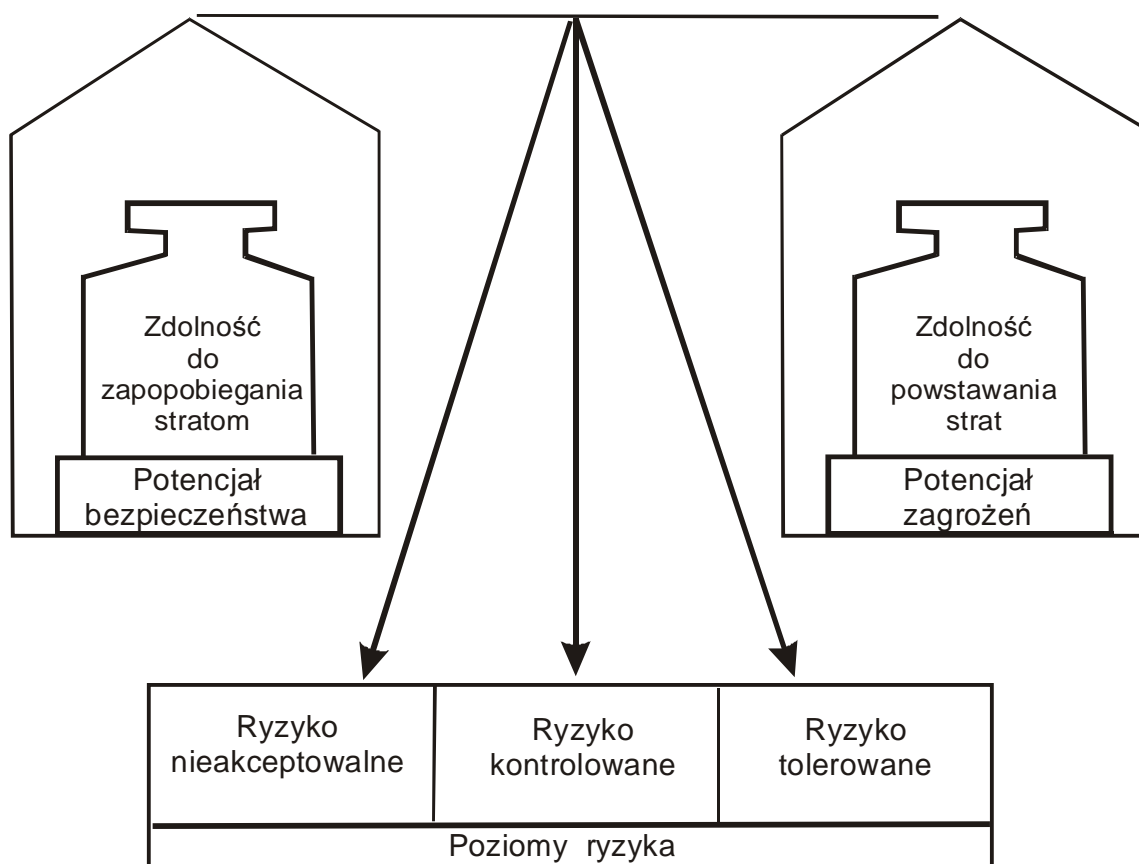 Zdolność
do
zapopobiegania
stratom
Potencjał
bezpieczeństwa
Zdolność
do
powstawania
strat
Potencjał
zagrożeń
Ryzyko
nieakceptowalne
Ryzyko
kontrolowane
Ryzyko
tolerowane
Poziomy ryzyka